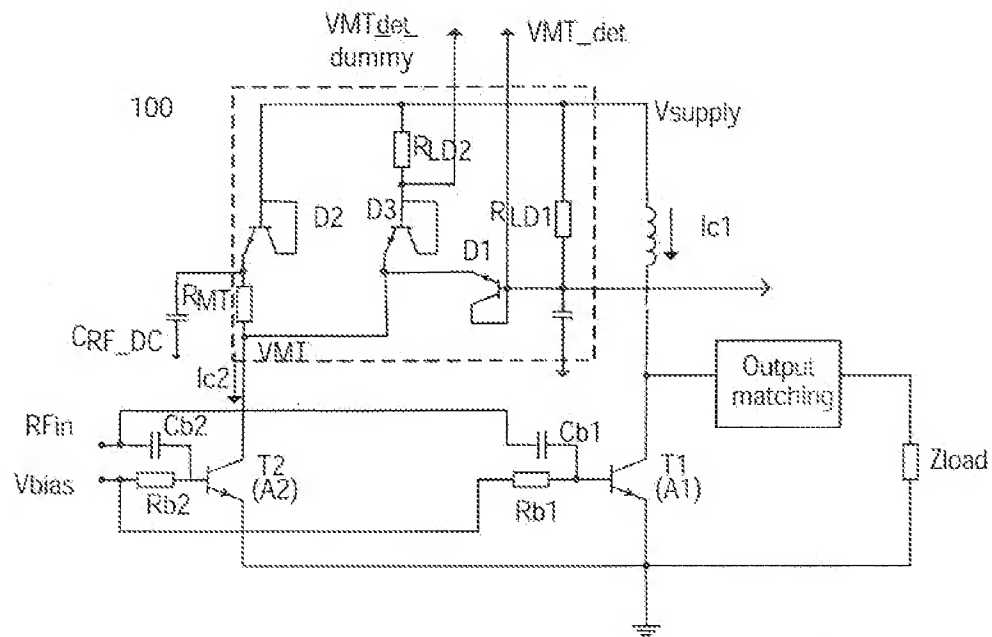 VMTdet_
dummy
VMT_det
100
Vsupply
RLD2
D2
D3
RLD1
D1
Ic1
RMT
CRF_DC
VMT
Ic2
Output
matching
RFin
Cb2
Cb1
Vbias
T2
(A2)
T1
(A1)
Zload
Rb2
Rb1